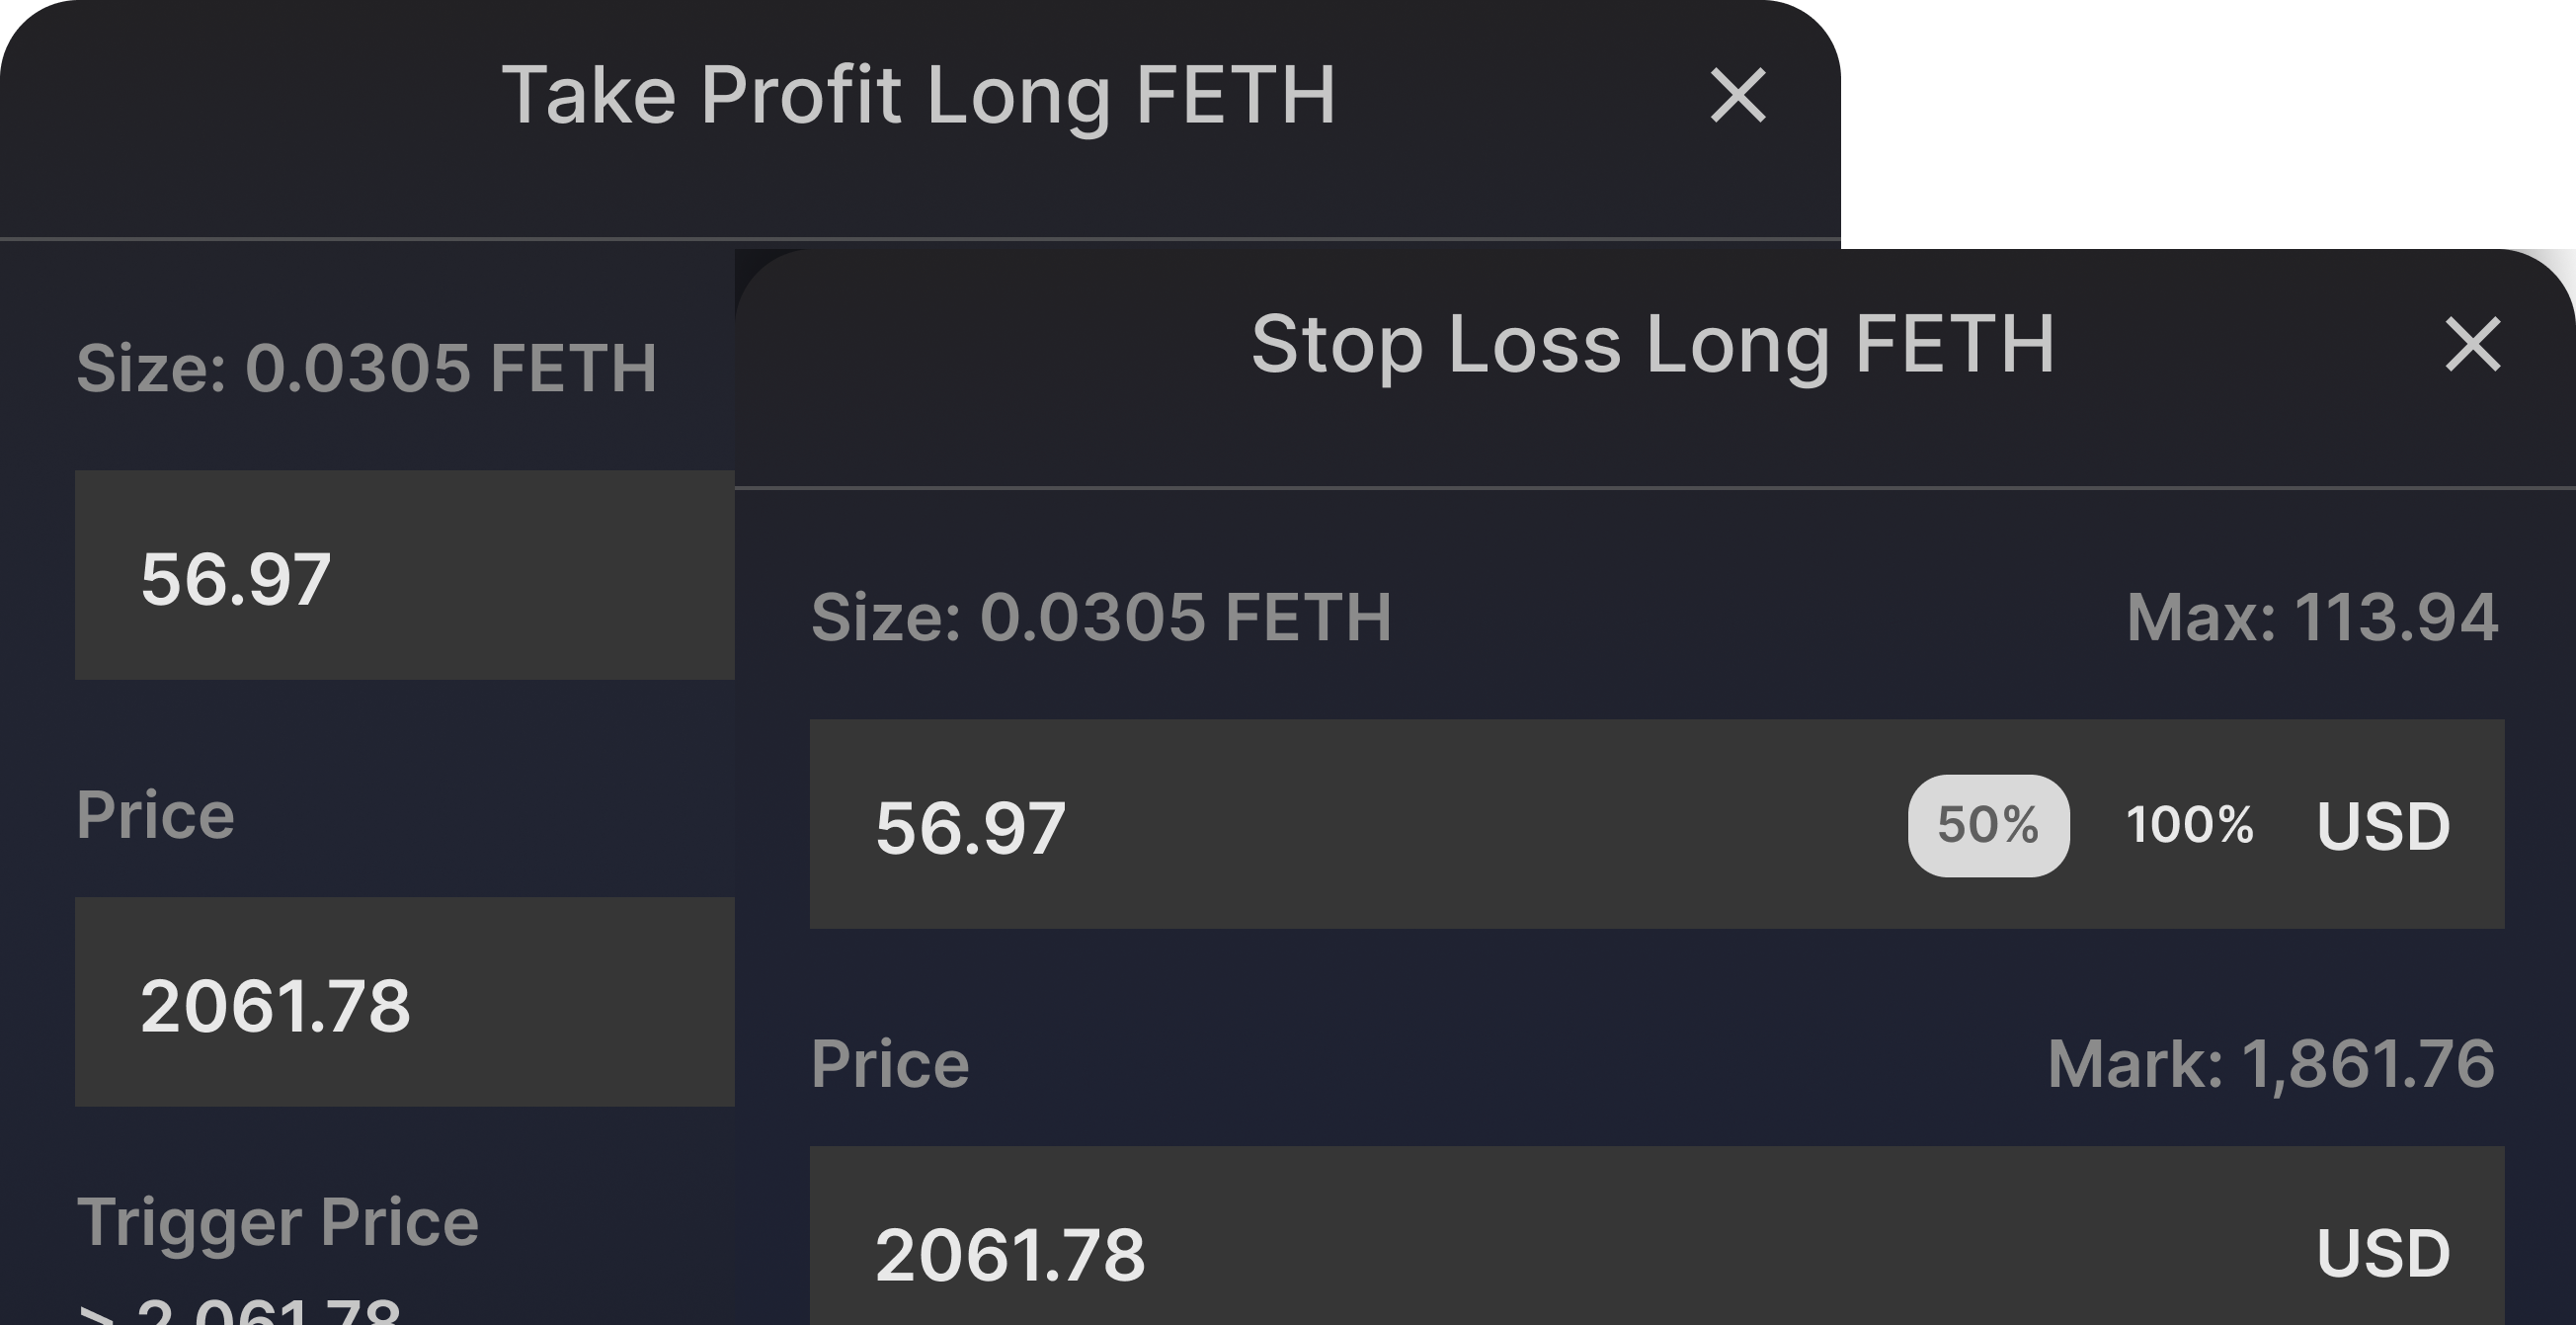 Take Profit Long FETH
Size: 0.0305 FETH
56.97
Price
2061.78
Trigger Price
> 2,061.78
Stop Loss Long FETH
Size: 0.0305 FETH Max: 113.94
56.97 50% 100% USD
Price Mark: 1,861.76
2061.78 USD